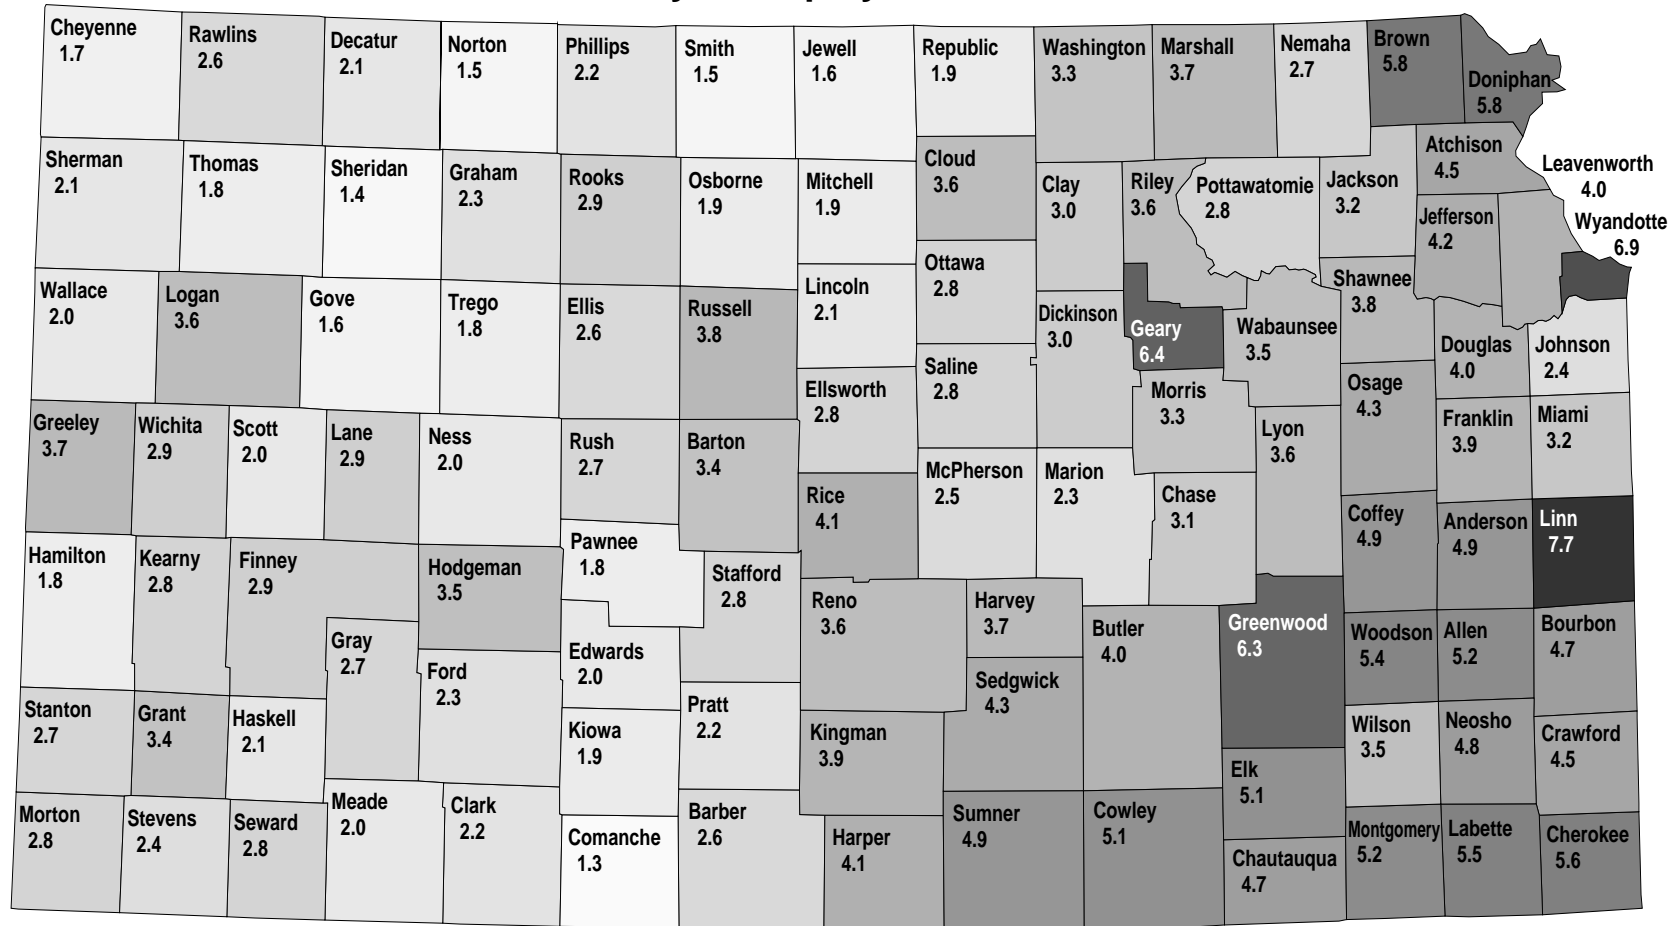 Cheyenne
1.7
Rawlins
2.6
Decatur
2.1
Norton
1.5
Phillips
2.2
Smith
1.5
Jewell
1.6
Republic
1.9
Washington
3.3
Marshall
3.7
Nemaha
2.7
Brown
5.8
Doniphan
5.8
Sherman
2.1
Thomas
1.8
Sheridan
1.4
Graham
2.3
Rooks
2.9
Osborne
1.9
Mitchell
1.9
Cloud
3.6
Clay
3.0
Riley
3.6
Pottawatomie
2.8
Jackson
3.2
Atchison
4.5
Jefferson
4.2
Leavenworth
4.0
Wyandotte
6.9
Wallace
2.0
Logan
3.6
Gove
1.6
Trego
1.8
Ellis
2.6
Russell
3.8
Lincoln
2.1
Ottawa
2.8
Dickinson
3.0
Geary
6.4
Wabaunsee
3.5
Shawnee
3.8
Douglas
4.0
Johnson
2.4
Ellsworth
2.8
Saline
2.8
Morris
3.3
Osage
4.3
Franklin
3.9
Miami
3.2
Greeley
3.7
Wichita
2.9
Scott
2.0
Lane
2.9
Ness
2.0
Rush
2.7
Barton
3.4
Rice
4.1
McPherson
2.5
Marion
2.3
Chase
3.1
Lyon
3.6
Coffey
4.9
Anderson
4.9
Linn
7.7
Hamilton
1.8
Kearny
2.8
Finney
2.9
Hodgeman
3.5
Pawnee
1.8
Stafford
2.8
Reno
3.6
Harvey
3.7
Butler
4.0
Greenwood
6.3
Woodson
5.4
Allen
5.2
Bourbon
4.7
Gray
2.7
Ford
2.3
Edwards
2.0
Sedgwick
4.3
Stanton
2.7
Grant
3.4
Haskell
2.1
Kiowa
1.9
Pratt
2.2
Kingman
3.9
Wilson
3.5
Neosho
4.8
Crawford
4.5
Elk
5.1
Morton
2.8
Stevens
2.4
Seward
2.8
Meade
2.0
Clark
2.2
Comanche
1.3
Barber
2.6
Harper
4.1
Sumner
4.9
Cowley
5.1
Chautauqua
4.7
Montgomery
5.2
Labette
5.5
Cherokee
5.6